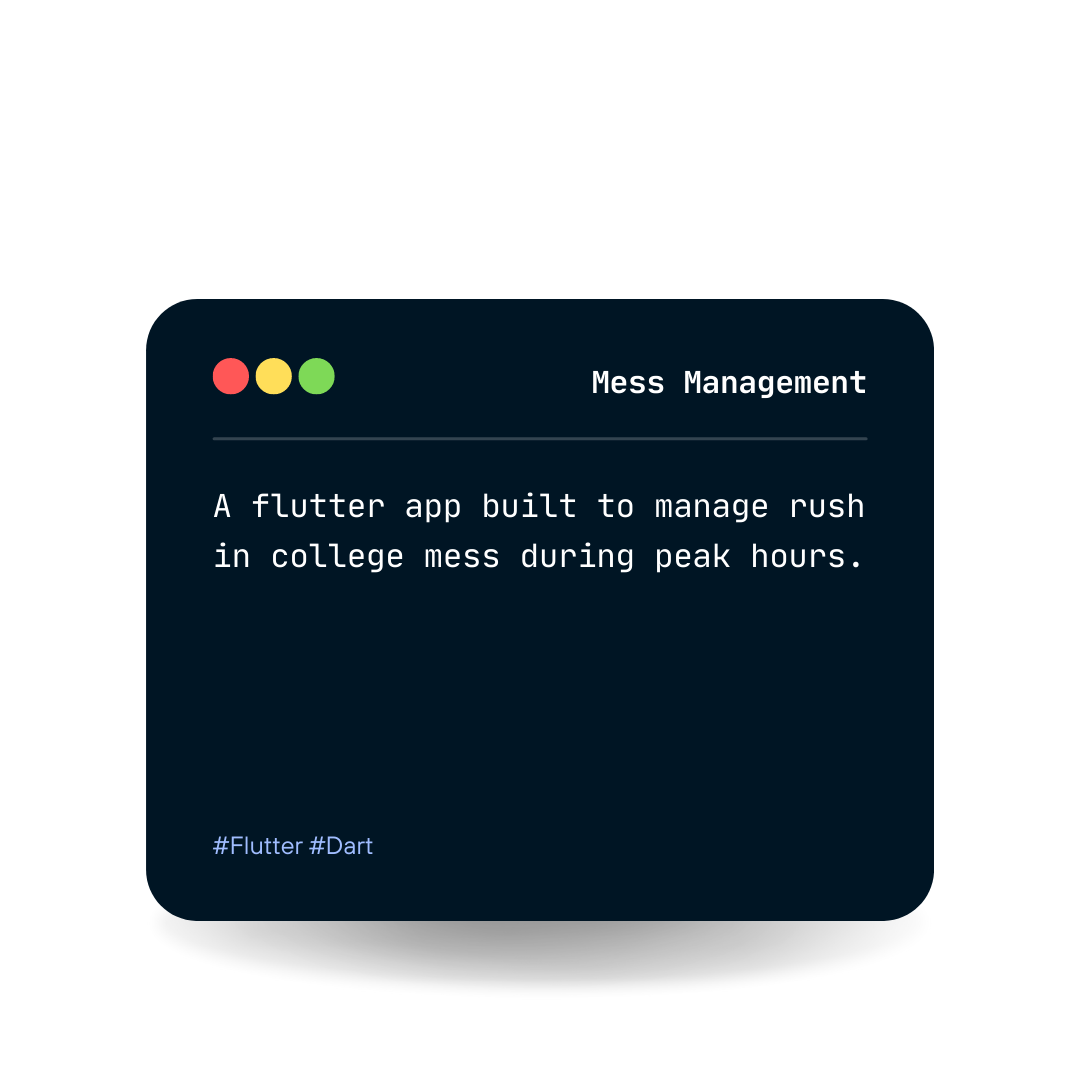 Mess Management
A flutter app built to manage rush
in college mess during peak hours.
#Flutter #Dart